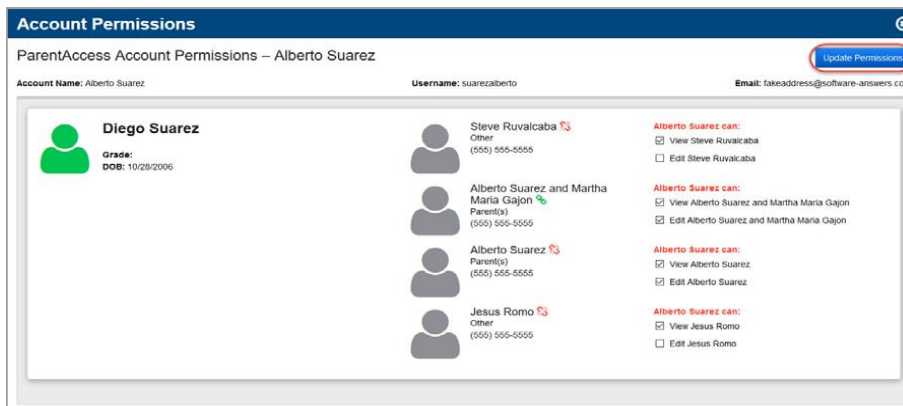 Account Permissions
ParentAccess Account Permissions – Alberto Suarez
Update Permissions
Account Name: Alberto Suarez
Username: suarezalberto
Email: fakeaddress@software-answers.co
Diego Suarez
Grade:
DOB: 10/28/2006
Steve Ruvalcaba
Other
(555) 555-5555
Alberto Suarez can:
View Steve Ruvalcaba
Edit Steve Ruvalcaba
Alberto Suarez and Martha
Maria Gajon
Parent(s)
(555) 555-5555
Alberto Suarez can:
View Alberto Suarez and Martha Maria Gajon
Edit Alberto Suarez and Martha Maria Gajon
Alberto Suarez
Parent(s)
(555) 555-5555
Alberto Suarez can:
View Alberto Suarez
Edit Alberto Suarez
Jesus Romo
Other
(555) 555-5555
Alberto Suarez can:
View Jesus Romo
Edit Jesus Romo